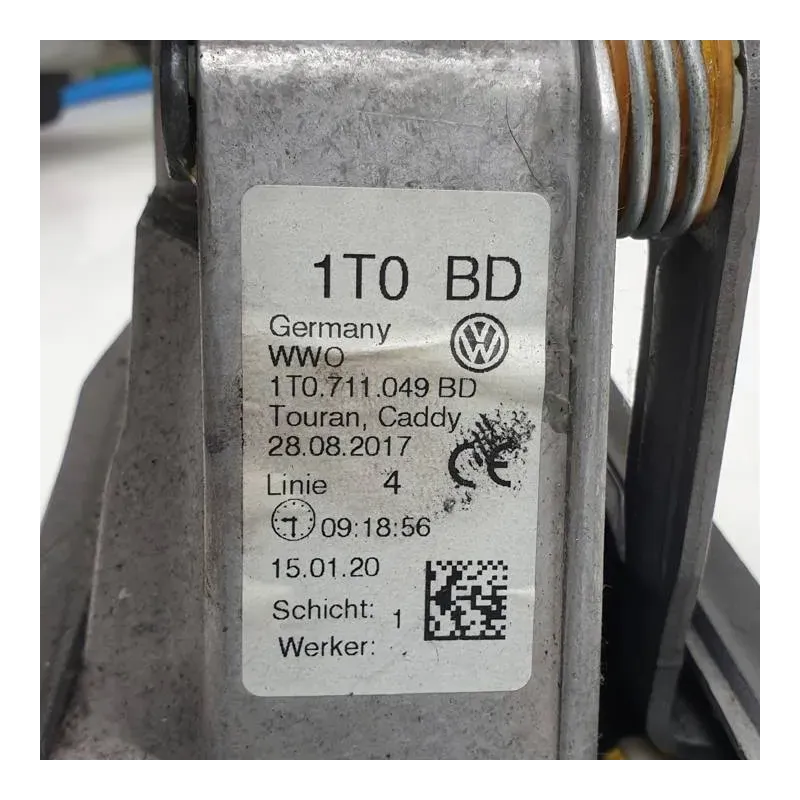 1T0 BD
Germany
WWO
1T0.711.049 BD
Touran, Caddy
28.08.2017
Linie 4
1 09:18:56
15.01.20
Schicht: 1
Werker: